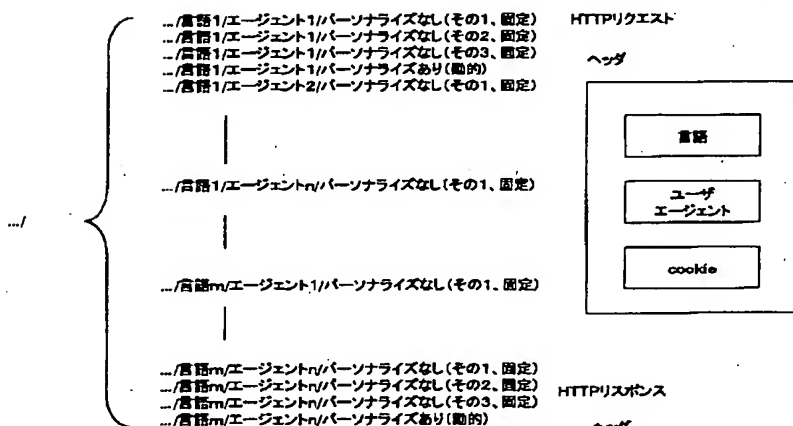 .../
.../言語1/エージェント1/パーソナライズなし(その1、固定)
.../言語1/エージェント1/パーソナライズなし(その2、固定)
.../言語1/エージェント1/パーソナライズなし(その3、固定)
.../言語1/エージェント1/パーソナライズあり(動的)
.../言語1/エージェント2/パーソナライズなし(その1、固定)
.../言語1/エージェントn/パーソナライズなし(その1、固定)
.../言語m/エージェント1/パーソナライズなし(その1、固定)
.../言語m/エージェントn/パーソナライズなし(その1、固定)
.../言語m/エージェントn/パーソナライズなし(その2、固定)
.../言語m/エージェントn/パーソナライズなし(その3、固定)
.../言語m/エージェントn/パーソナライズあり(動的)
HTTPリクエスト
ヘッダ
言語
ユーザ
エージェント
cookie
HTTPリスポンス
ヘッダ